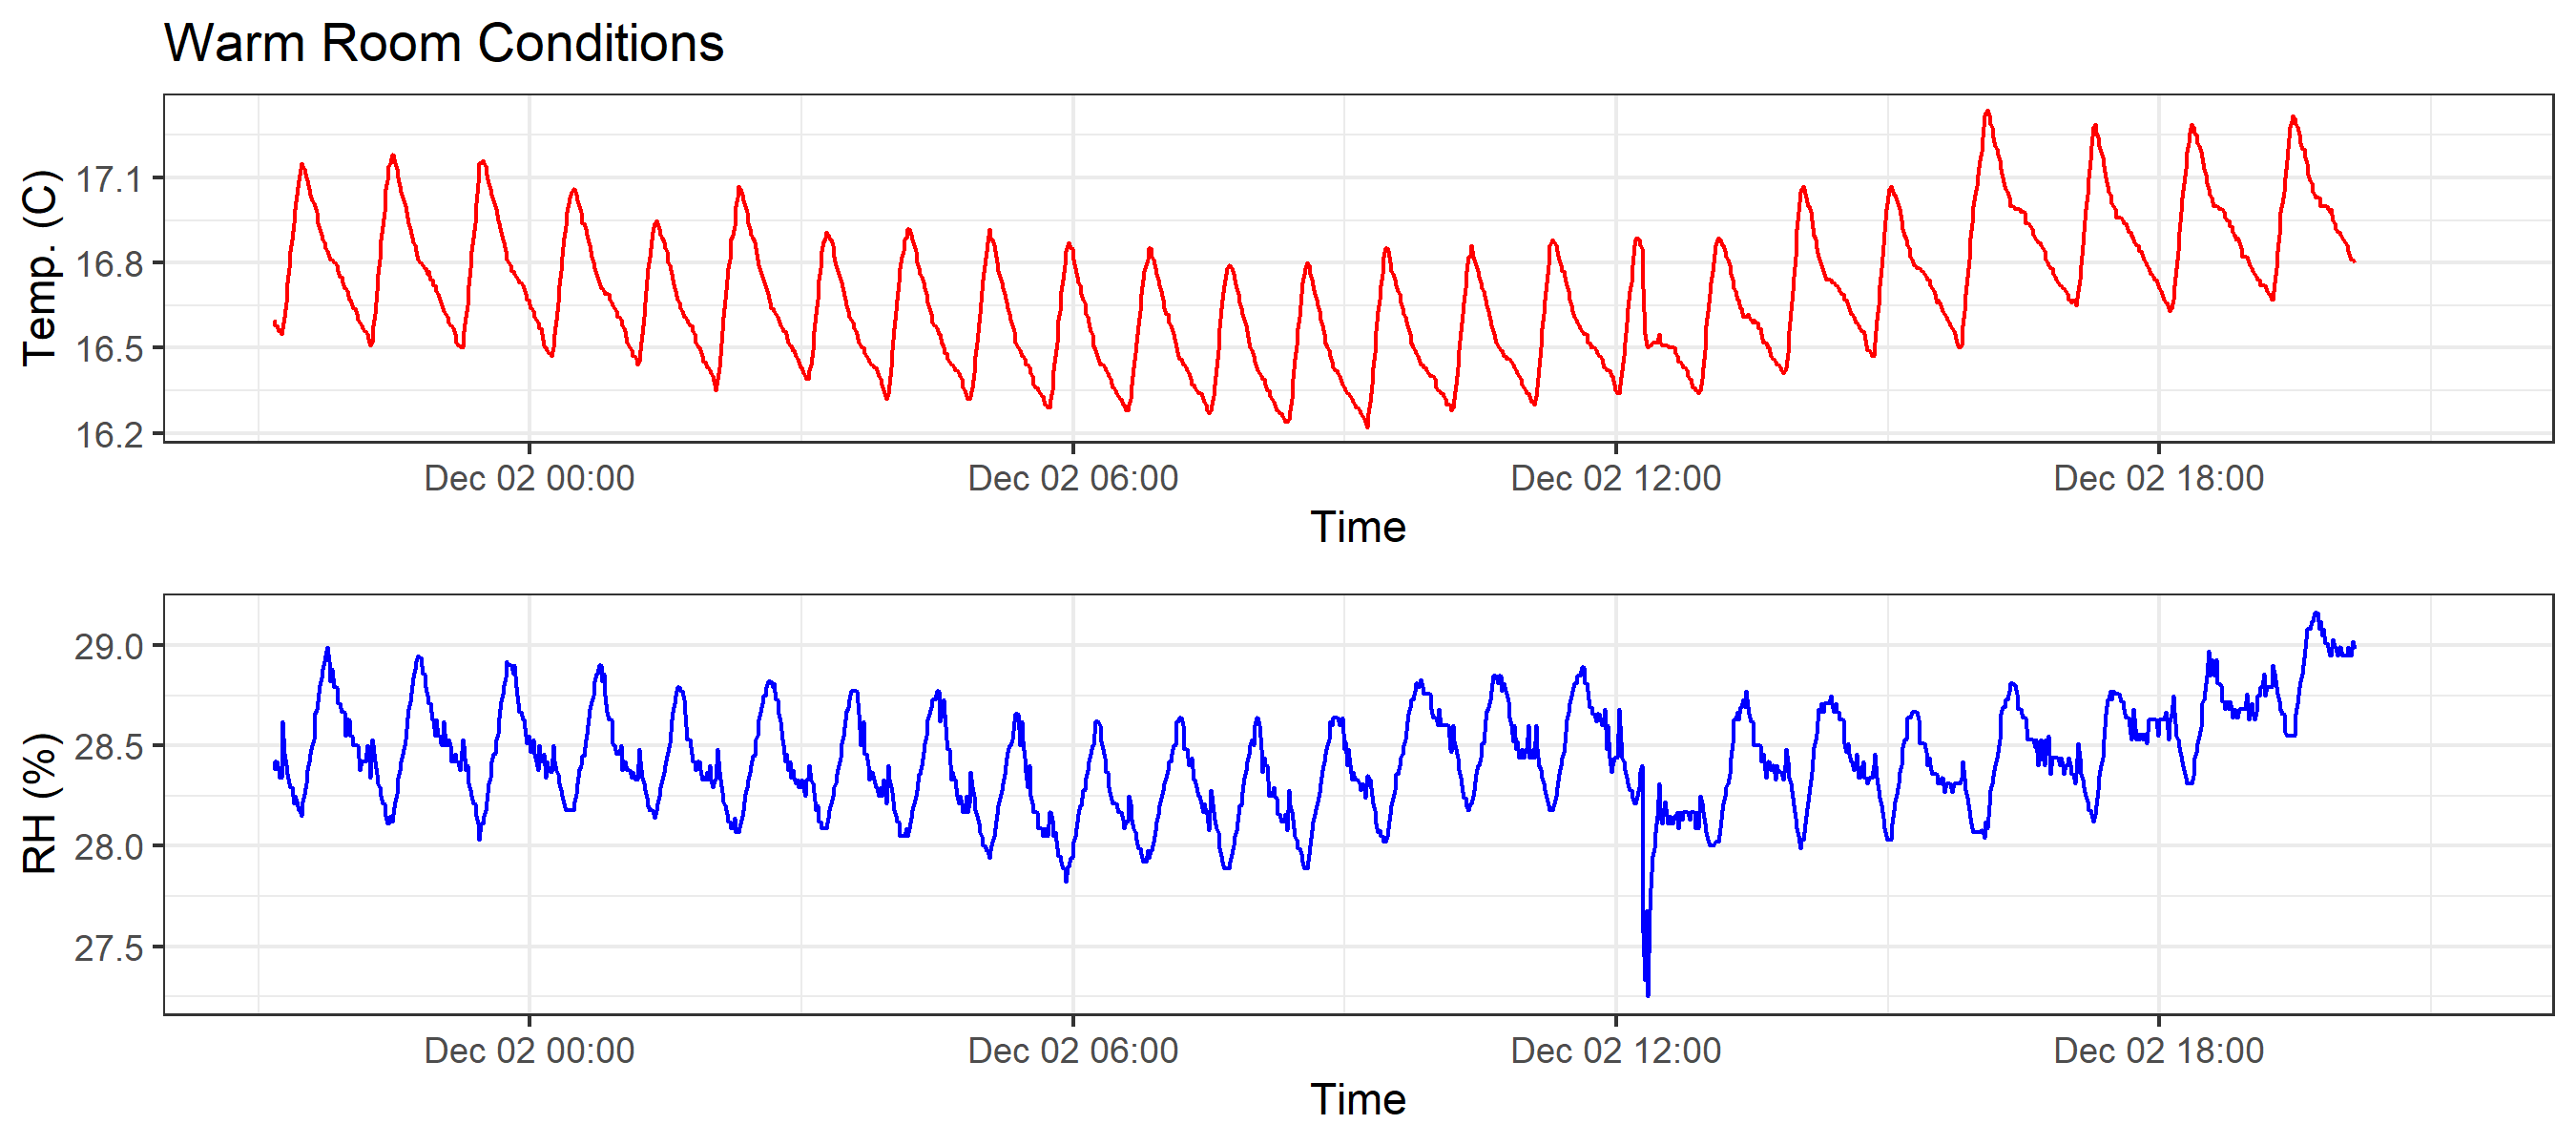 Warm Room Conditions
Temp. (C)
17.1
16.8
16.5
16.2
Dec 02 00:00 Dec 02 06:00 Dec 02 12:00 Dec 02 18:00
Time
RH (%)
29.0
28.5
28.0
27.5
Dec 02 00:00 Dec 02 06:00 Dec 02 12:00 Dec 02 18:00
Time